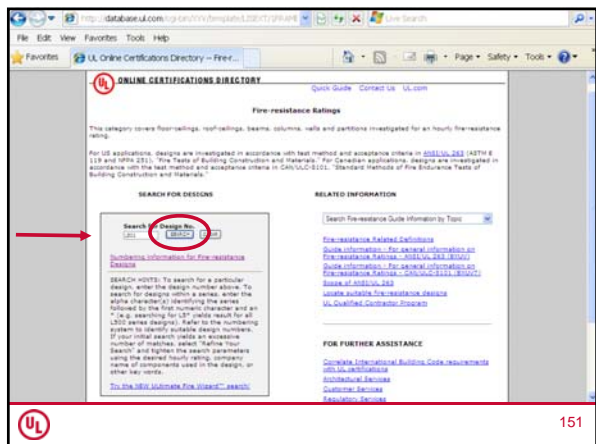 http://database.ul.com/cgi-bin/XYV/template/LISEXT/1FRAME
Live Search
File Edit View Favorites Tools Help
Favorites
UL Online Certifications Directory -- Fire-r...
Page
Safety
Tools
UL
ONLINE CERTIFICATIONS DIRECTORY
Quick Guide Contact Us UL.com
Fire-resistance Ratings
This category covers floor-ceilings, roof-ceilings, beams, columns, walls and partitions investigated for an hourly fire-resistance
rating.
For US applications, designs are investigated in accordance with test method and acceptance criteria in ANSI/UL 263 (ASTM E
119 and NFPA 251), "Fire Tests of Building Construction and Materials." For Canadian applications, designs are investigated in
accordance with the test method and acceptance criteria in CAN/ULC-S101, "Standard Methods of Fire Endurance Tests of
Building Construction and Materials."
SEARCH FOR DESIGNS
Search for Design No.
SEARCH
Numbering Information for Fire-resistance
Designs
SEARCH HINTS: To search for a particular
design, enter the design number above. To
search for designs within a series, enter the
alpha character(s) identifying the series
followed by the first numeric character and an
* (e.g. searching for L5* yields result for all
L500 series designs). Refer to the numbering
system to identify suitable design numbers.
If your initial search yields an excessive
number of matches, select "Refine Your
Search" and tighten the search parameters
using the desired hourly rating, company
name of components used in the design, or
other key words.
Try the NEW ULtimate Fire Wizard™ search!
RELATED INFORMATION
Search Fire-resistance Guide Information by Topic
Fire-resistance Related Definitions
Guide information - For general information on
Fire-resistance Ratings - ANSI/UL 263 (BXUV)
Guide information - For general information on
Fire-resistance Ratings - CAN/ULC-S101 (BXUV7)
Scope of ANSI/UL 263
Locate suitable fire-resistance designs
UL Qualified Contractor Program
FOR FURTHER ASSISTANCE
Correlate International Building Code requirements
with UL certifications
Architectural Services
Customer Services
Regulatory Services
UL
151